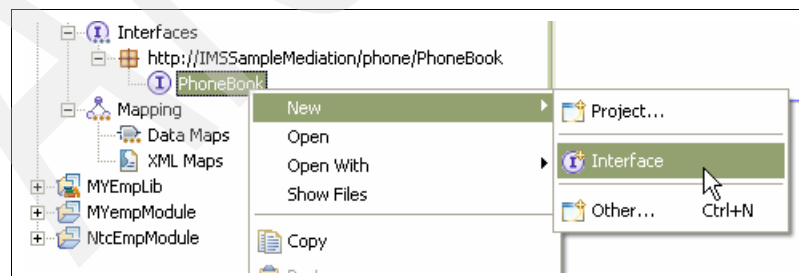 Interfaces
http://IMSSampleMediation/phone/PhoneBook
PhoneBook
Mapping
Data Maps
XML Maps
MYEmpLib
MYempModule
NtcEmpModule
New
Open
Open With
Show Files
Copy
Project...
Interface
Other... Ctrl+N